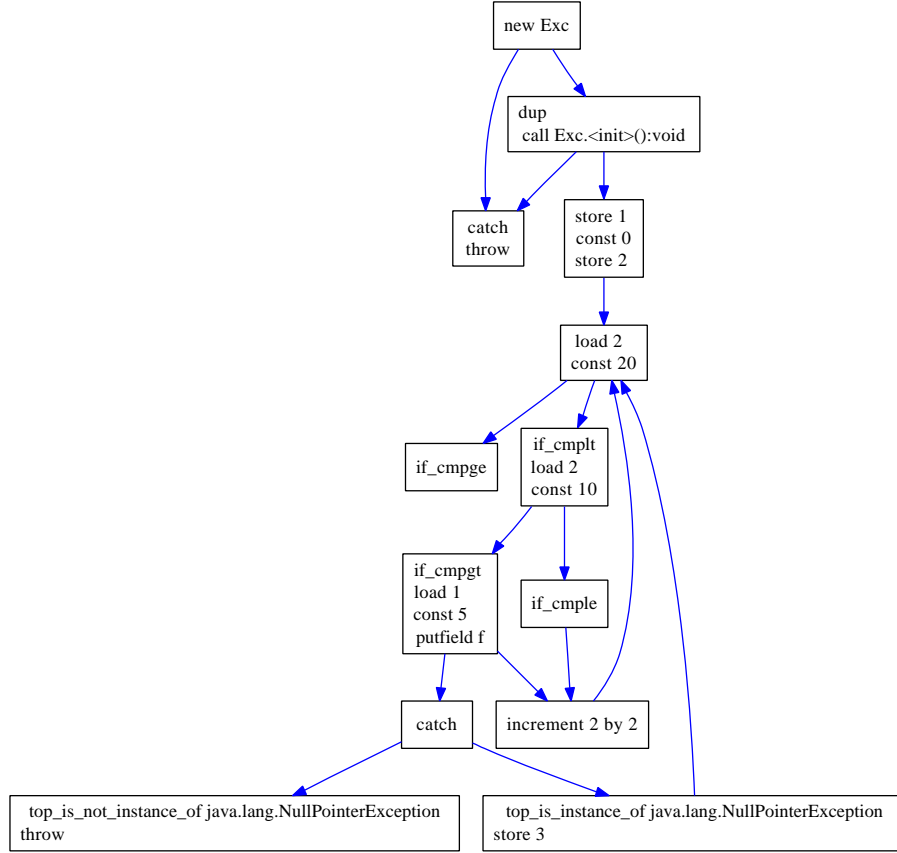 new Exc
dup
call Exc.<init>():void
catch
throw
store 1
const 0
store 2
load 2
const 20
if_cmpge
if_cmplt
load 2
const 10
if_cmpgt
load 1
const 5
putfield f
if_cmple
catch
increment 2 by 2
top_is_not_instance_of java.lang.NullPointerException
throw
top_is_instance_of java.lang.NullPointerException
store 3